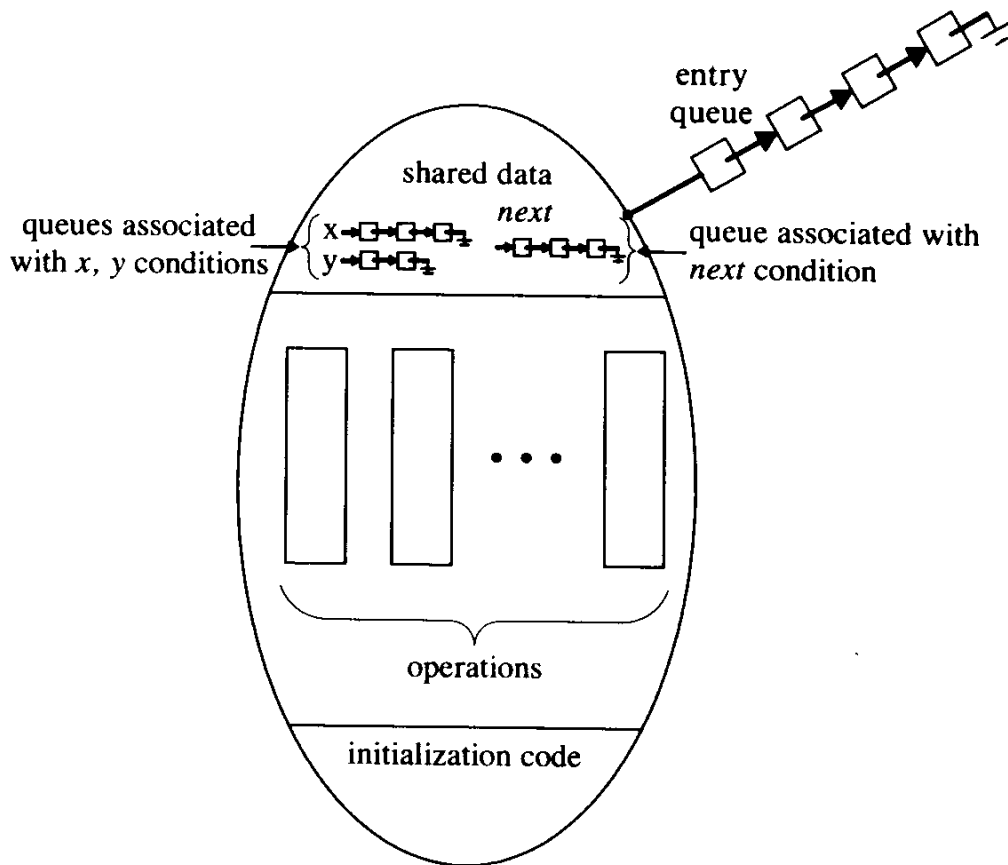 entry
queue
shared data
next
queues associated
with x, y conditions
x
y
queue associated with
next condition
operations
initialization code